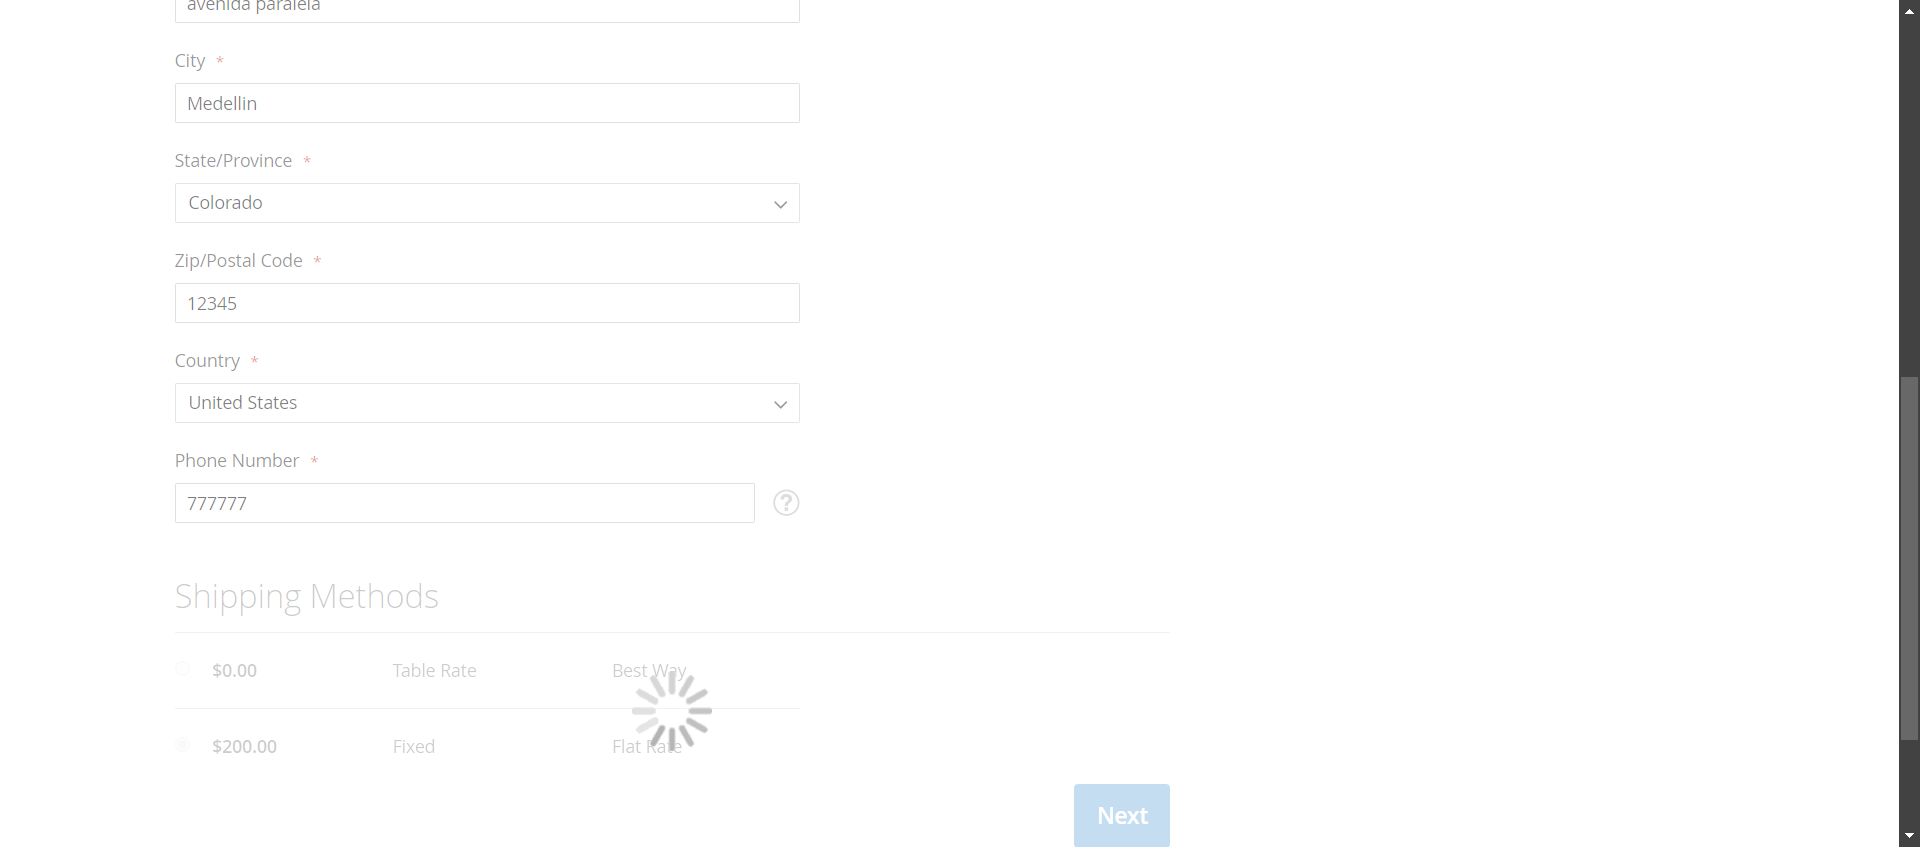 avenida paralela
City *
Medellin
State/Province *
Colorado
Zip/Postal Code *
12345
Country *
United States
Phone Number *
777777
?
Shipping Methods
$0.00 Table Rate Best Way
$200.00 Fixed Flat Rate
Next